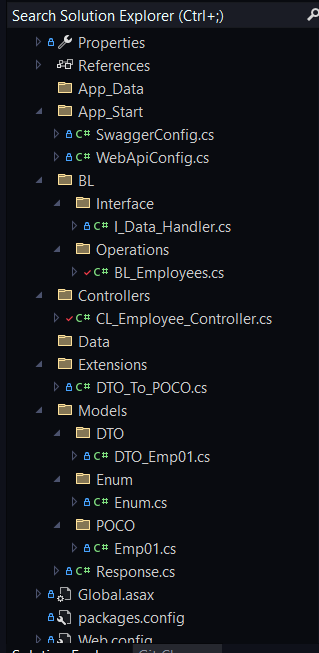 Search Solution Explorer (Ctrl+;)
Properties
References
App_Data
App_Start
C# SwaggerConfig.cs
C# WebApiConfig.cs
BL
Interface
C# I_Data_Handler.cs
Operations
C# BL_Employees.cs
Controllers
C# CL_Employee_Controller.cs
Data
Extensions
C# DTO_To_POCO.cs
Models
DTO
C# DTO_Emp01.cs
Enum
C# Enum.cs
POCO
C# Emp01.cs
C# Response.cs
Global.asax
packages.config
Web.config